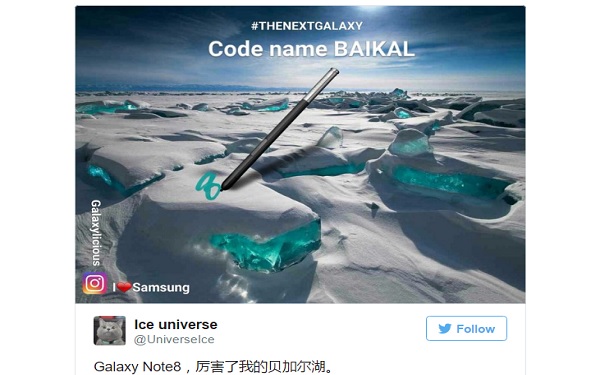 #THENEXTGALAXY
Code name BAIKAL
8
Galaxylicious
I❤Samsung
Ice universe
@UniverseIce
Follow
Galaxy Note8，厉害了我的贝加尔湖。